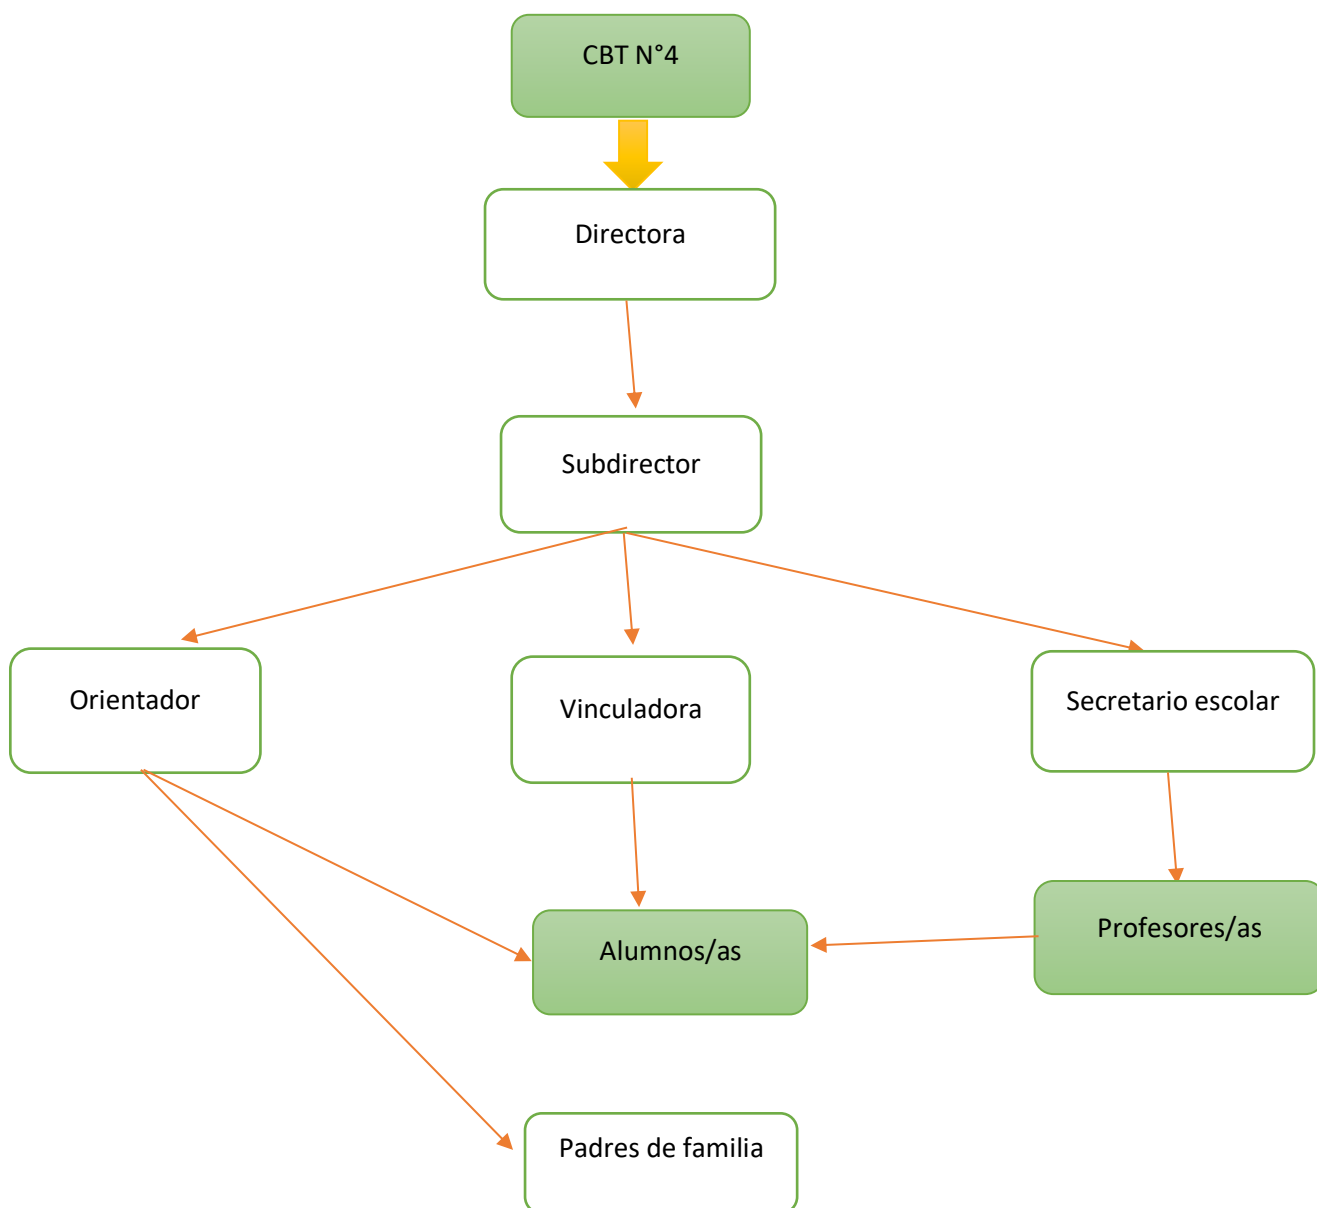 CBT N°4
Directora
Subdirector
Orientador
Vinculadora
Secretario escolar
Alumnos/as
Profesores/as
Padres de familia